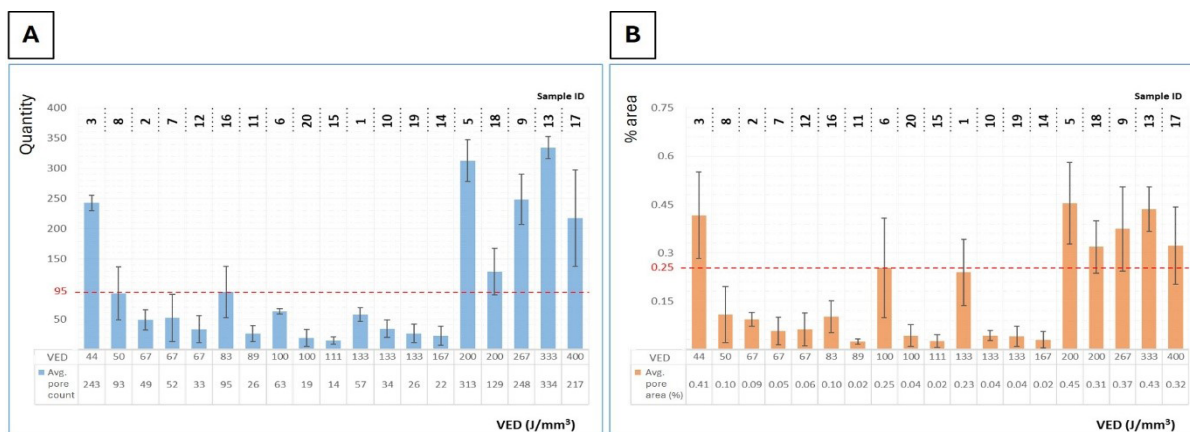 A
Quantity
400
350
300
250
200
150
95
50
Sample ID
3 8 2 7 12 16 11 6 20 15 1 10 19 14 5 18 9 13 17
VED 44 50 67 67 67 83 89 100 100 111 133 133 133 167 200 200 267 333 400
Avg. pore count 243 93 49 52 33 95 26 63 19 14 57 34 26 22 313 129 248 334 217
VED (J/mm³)
B
% area
0.75
0.6
0.45
0.3
0.25
0.15
Sample ID
3 8 2 7 12 16 11 6 20 15 1 10 19 14 5 18 9 13 17
VED 44 50 67 67 67 83 89 100 100 111 133 133 133 167 200 200 267 333 400
Avg. pore area (%) 0.41 0.10 0.09 0.05 0.06 0.10 0.02 0.25 0.04 0.02 0.23 0.04 0.04 0.02 0.45 0.31 0.37 0.43 0.32
VED (J/mm³)